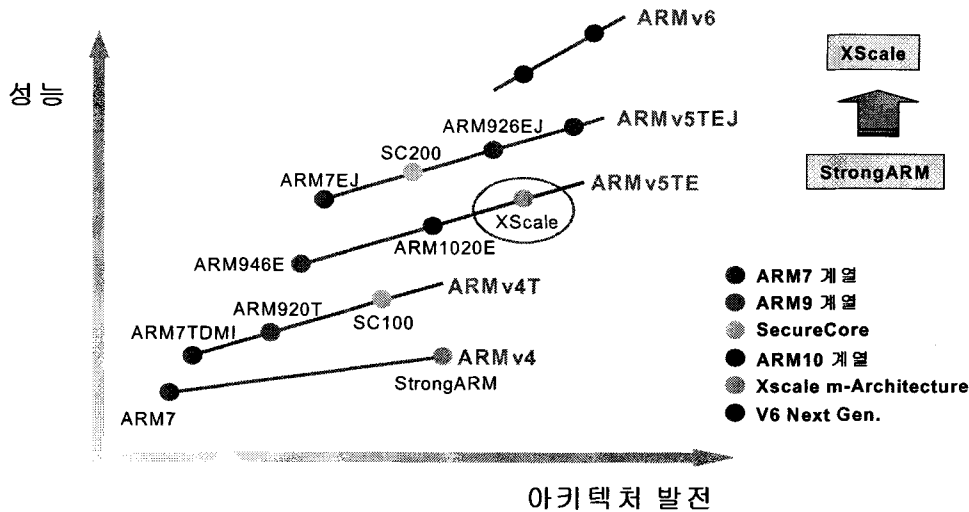 ARMv6
XScale
성능
ARMv5TEJ
ARM926EJ
SC200
ARM7EJ
StrongARM
ARMv5TE
XScale
ARM1020E
ARM946E
ARMv4T
ARM920T
SC100
ARM7TDMI
ARMv4
StrongARM
ARM7
ARM7 계열
ARM9 계열
SecureCore
ARM10 계열
Xscale m-Architecture
V6 Next Gen.
아키텍처 발전